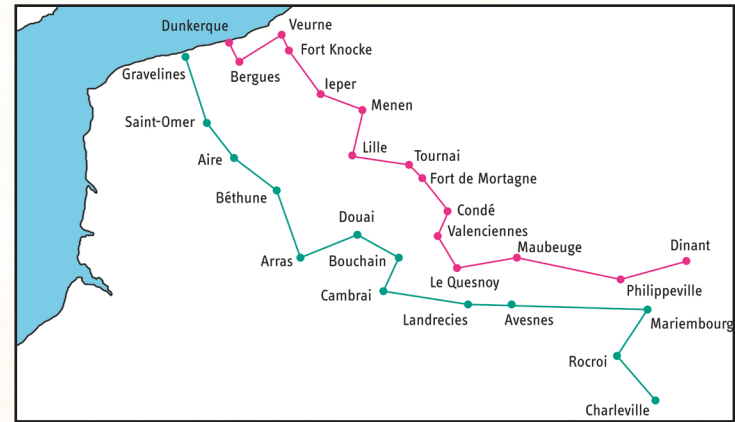 Dunkerque
Veurne
Fort Knocke
Gravelines
Bergues
Ieper
Menen
Saint-Omer
Lille
Aire
Tournai
Fort de Mortagne
Béthune
Condé
Douai
Valenciennes
Maubeuge
Dinant
Arras
Bouchain
Le Quesnoy
Philippeville
Cambrai
Landrecies
Avesnes
Mariembourg
Rocroi
Charleville